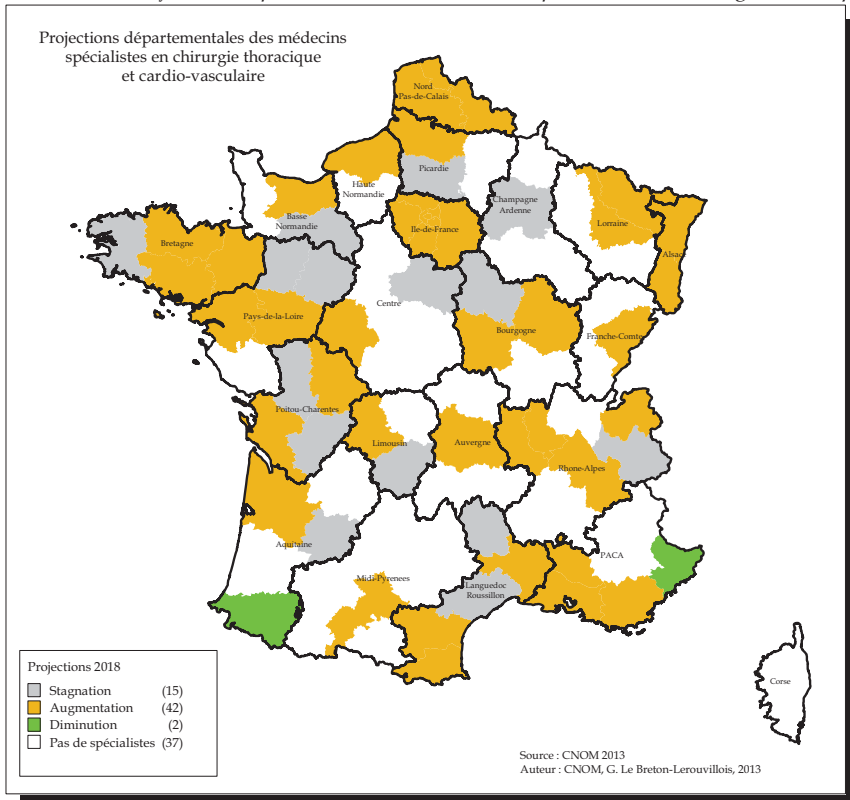 Projections départementales des médecins
spécialistes en chirurgie thoracique
et cardio-vasculaire
Nord
Pas-de-Calais
Picardie
Haute
Normandie
Basse
Normandie
Champagne
Ardenne
Lorraine
Alsac
Ile-de-France
Bretagne
Centre
Pays-de-la-Loire
Bourgogne
Franche-Comte
Poitou-Charentes
Limousin
Auvergne
Rhone-Alpes
Aquitaine
PACA
Midi-Pyrenees
Languedoc
Roussillon
Corse
Projections 2018
Stagnation (15)
Augmentation (42)
Diminution (2)
Pas de spécialistes (37)
Source : CNOM 2013
Auteur : CNOM, G. Le Breton-Lerouvillois, 2013